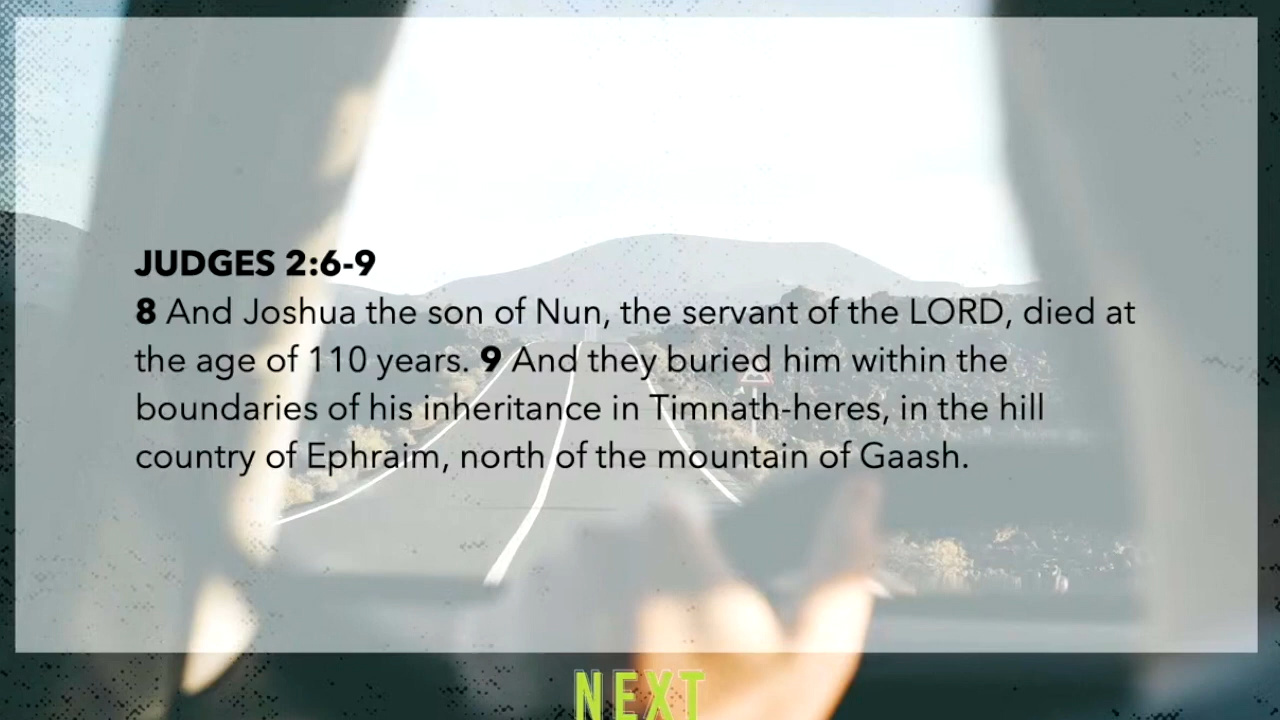 JUDGES 2:6-9
8 And Joshua the son of Nun, the servant of the LORD, died at
the age of 110 years. 9 And they buried him within the
boundaries of his inheritance in Timnath-heres, in the hill
country of Ephraim, north of the mountain of Gaash.
NEXT